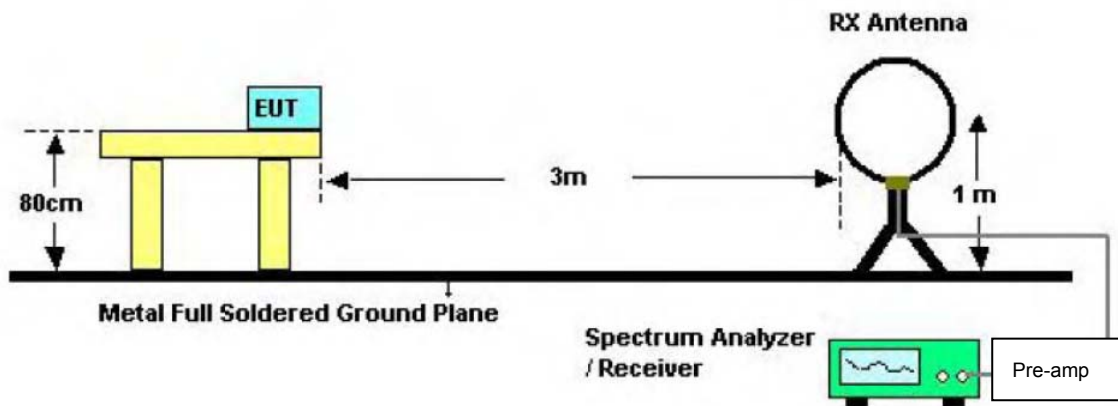 RX Antenna
EUT
3m
80cm
1 m
Metal Full Soldered Ground Plane
Spectrum Analyzer
/ Receiver
Pre-amp